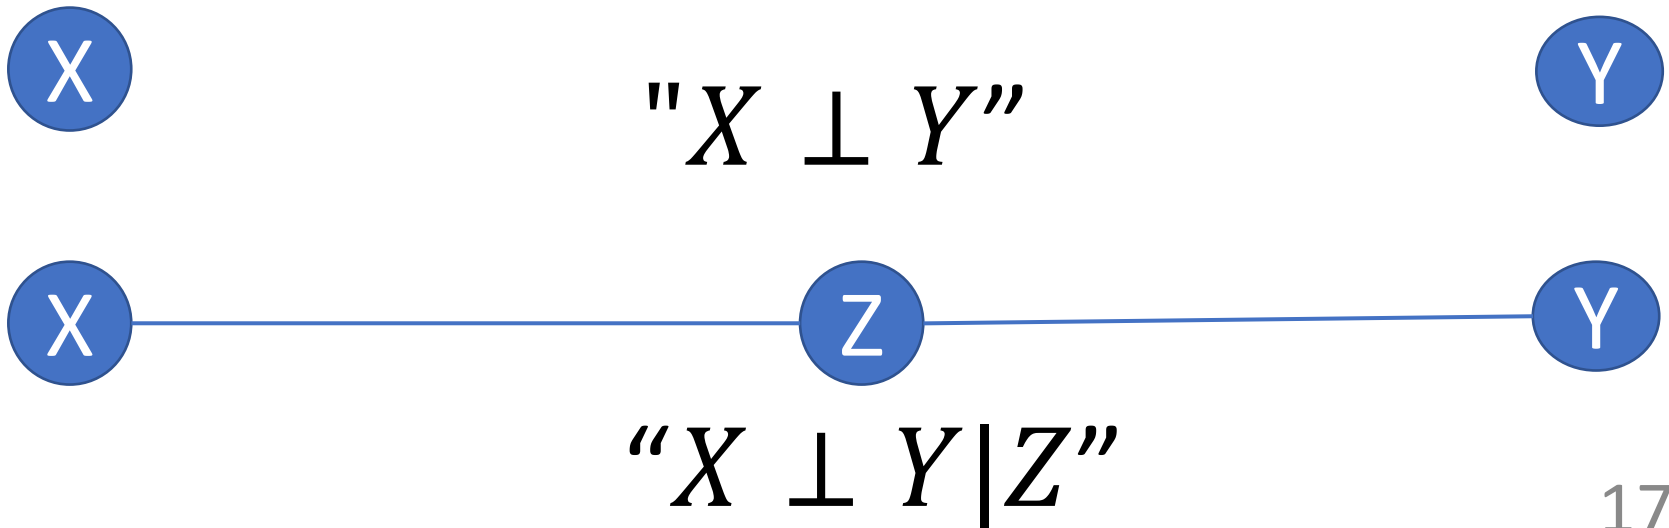 X Y
"X ⊥ Y”
X Z Y
“X ⊥ Y|Z”
17